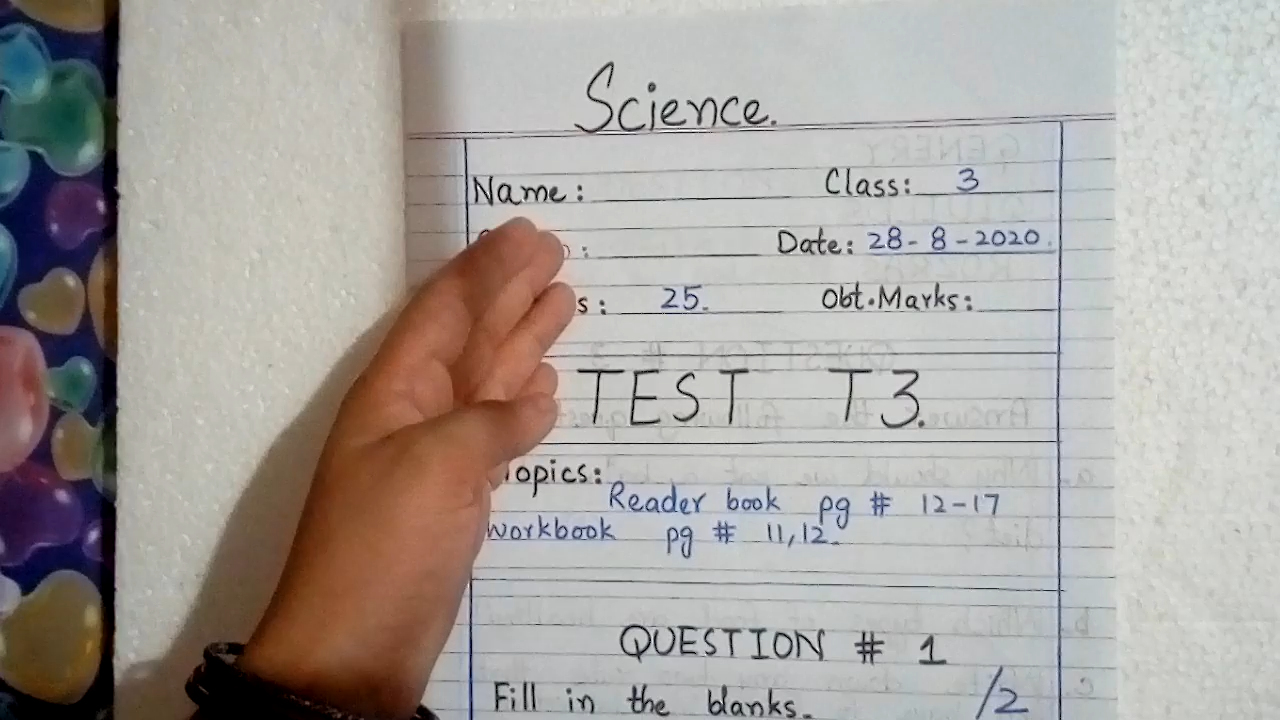 Science.
Name: Class: 3
Date: 28-8-2020.
25. Obt.Marks:
TEST T3.
Topics:
Reader book pg # 12-17
Workbook pg # 11,12.
QUESTION # 1
Fill in the blanks. /2